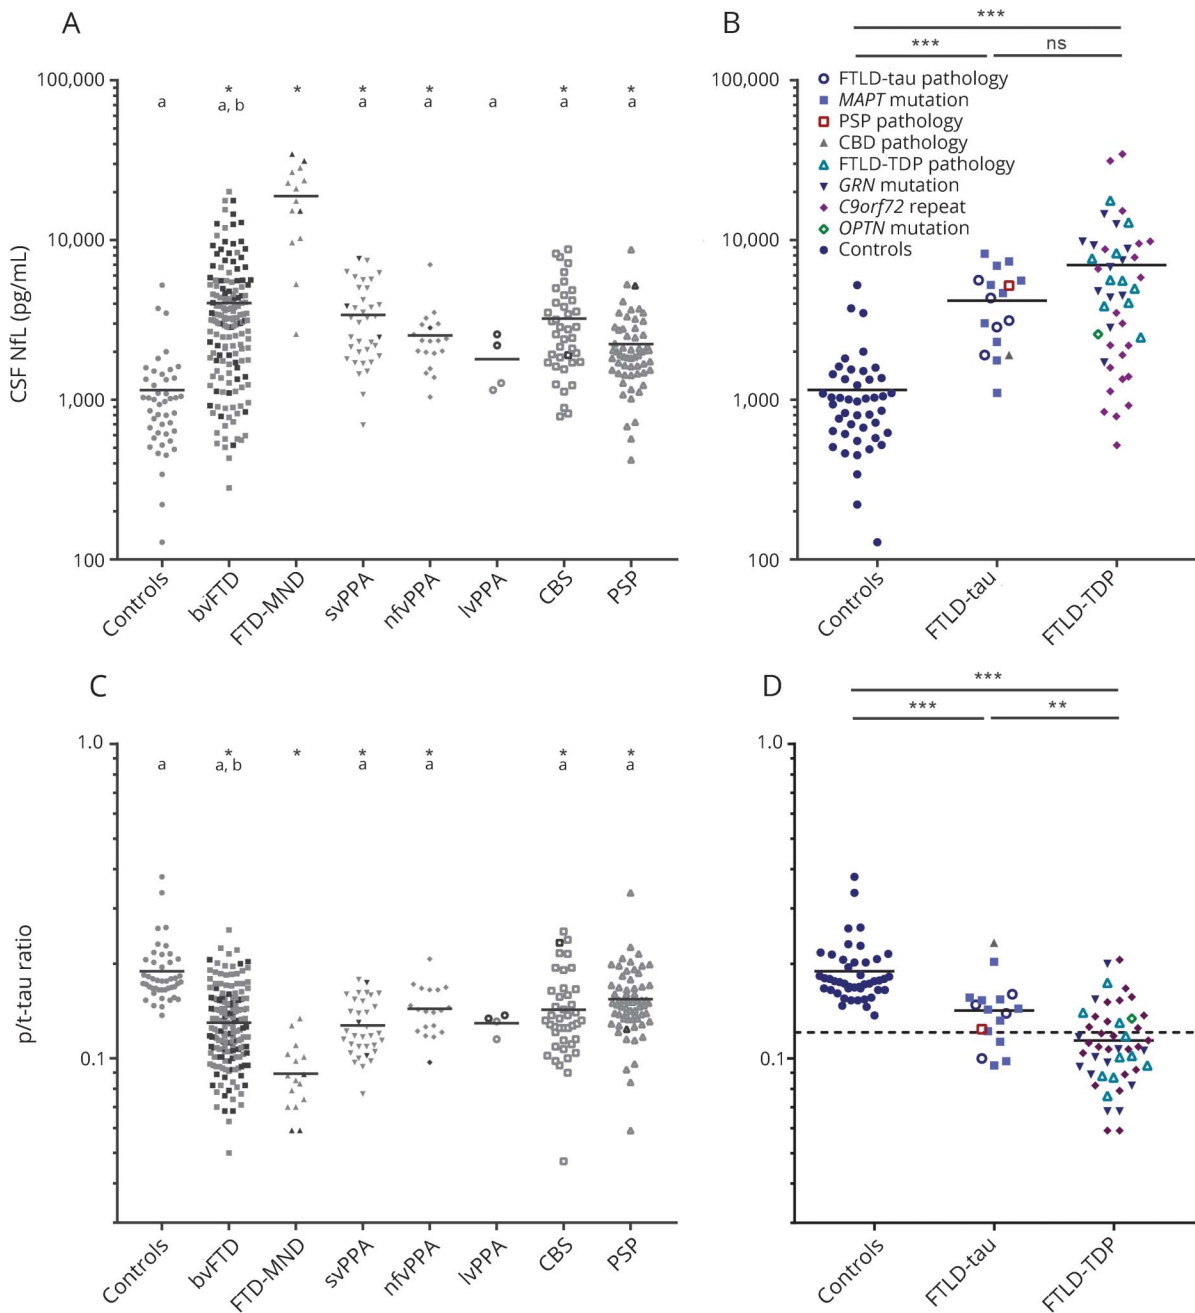 A
CSF NfL (pg/mL)
100,000
10,000
1,000
100
a
*
a, b
*
*
a
*
a
a
*
a
*
a
Controls
bvFTD
FTD-MND
svPPA
nfvPPA
lvPPA
CBS
PSP
B
***
***
ns
100,000
10,000
1,000
100
FTLD-tau pathology
MAPT mutation
PSP pathology
CBD pathology
FTLD-TDP pathology
GRN mutation
C9orf72 repeat
OPTN mutation
Controls
Controls
FTLD-tau
FTLD-TDP
C
p/t-tau ratio
1.0
0.1
a
*
a, b
*
*
a
*
a
*
a
*
a
Controls
bvFTD
FTD-MND
svPPA
nfvPPA
lvPPA
CBS
PSP
D
***
***
**
1.0
0.1
Controls
FTLD-tau
FTLD-TDP